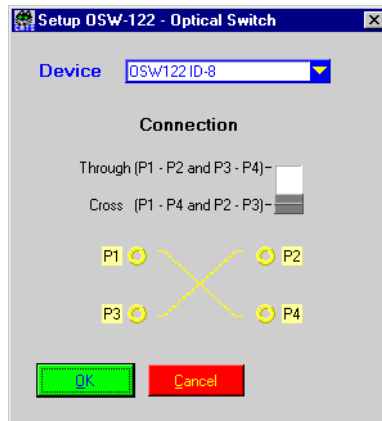 Setup OSW-122 - Optical Switch
Device OSW122 ID-8
Connection
Through (P1 - P2 and P3 - P4)
Cross (P1 - P4 and P2 - P3)
P1 P2
P3 P4
OK Cancel